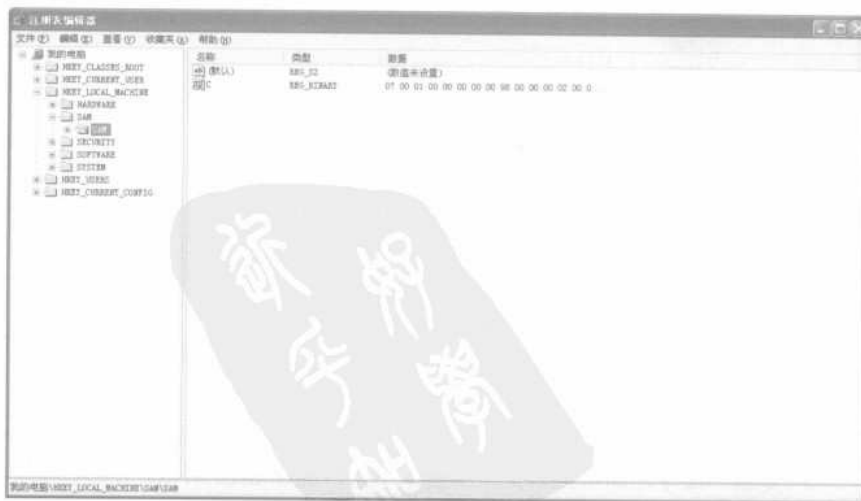 注册表编辑器
文件(F) 编辑(E) 查看(V) 收藏夹(A) 帮助(H)
我的电脑
HKEY_CLASSES_ROOT
HKEY_CURRENT_USER
HKEY_LOCAL_MACHINE
HARDWARE
SAM
SAM
SECURITY
SOFTWARE
SYSTEM
HKEY_USERS
HKEY_CURRENT_CONFIG
名称 类型 数据
(默认) REG_SZ (数值未设置)
C REG_BINARY 07 00 01 00 00 00 00 00 98 00 00 00 02 00 0...
我的电脑\HKEY_LOCAL_MACHINE\SAM\SAM